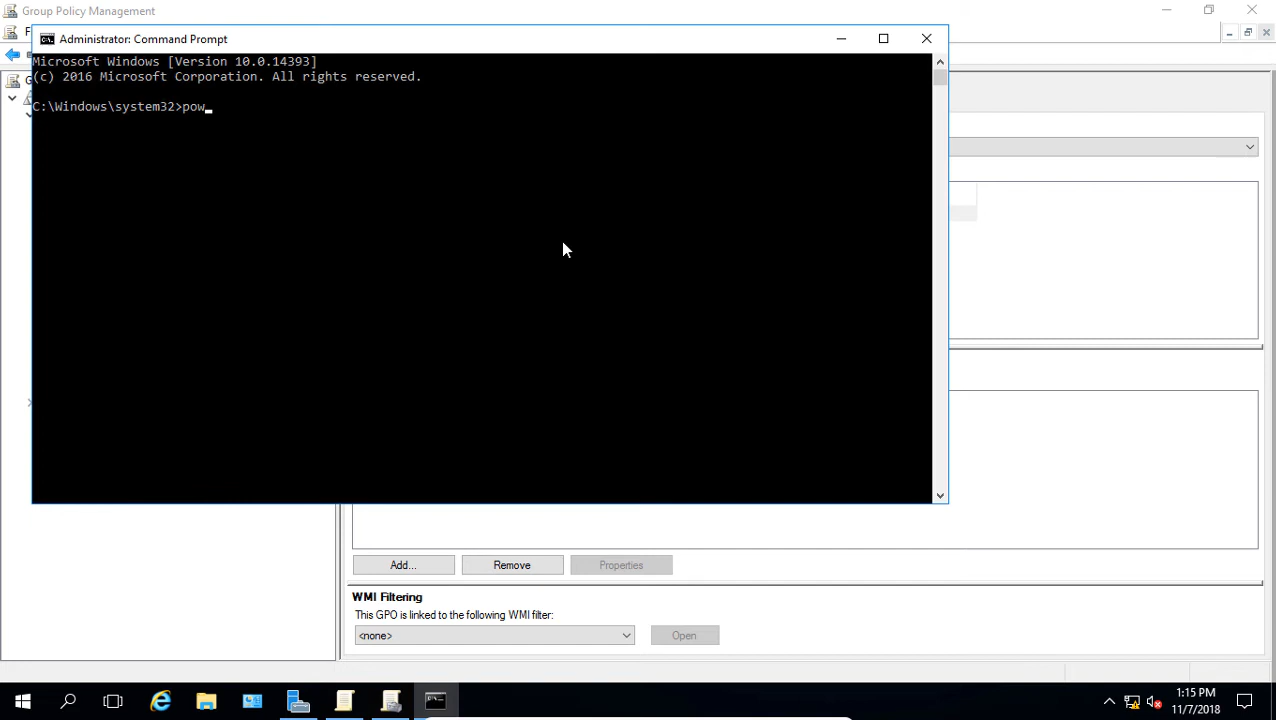 Group Policy Management
F
Administrator: Command Prompt
Microsoft Windows [Version 10.0.14393]
(c) 2016 Microsoft Corporation. All rights reserved.
C:\Windows\system32>pow_
Add...
Remove
Properties
WMI Filtering
This GPO is linked to the following WMI filter:
<none>
Open
1:15 PM
11/7/2018